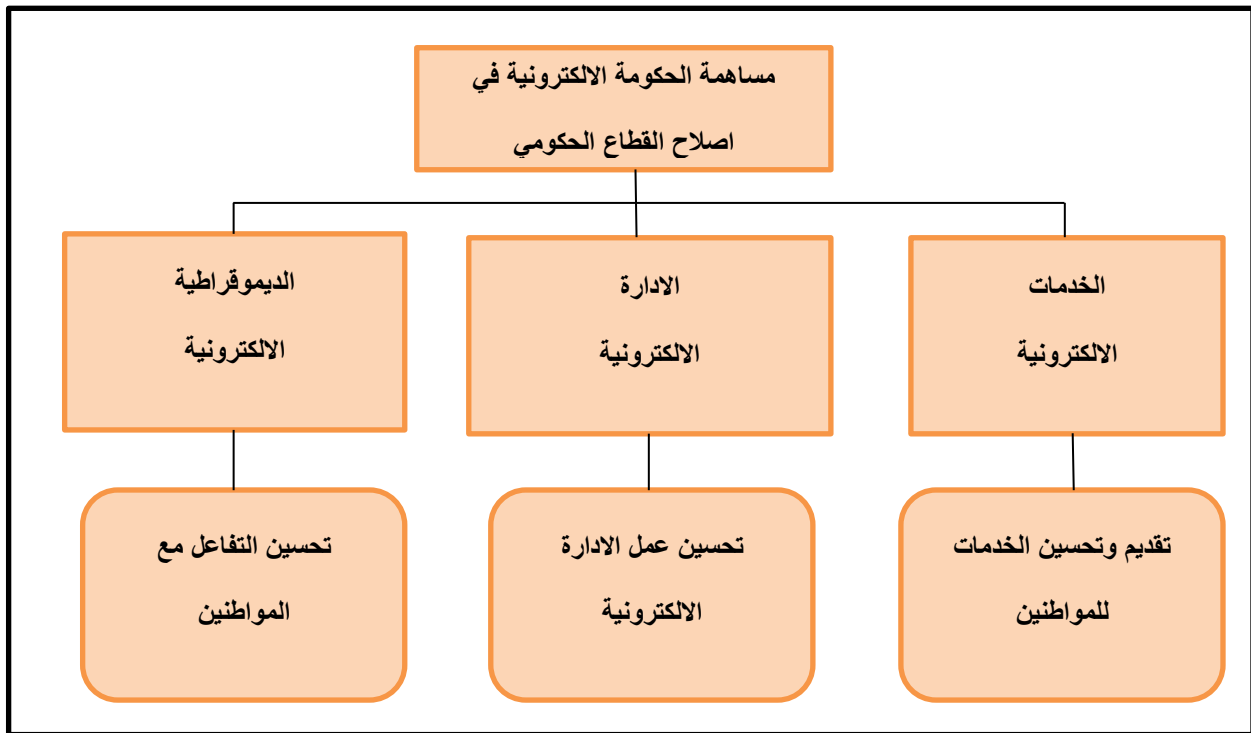 مساهمة الحكومة الالكترونية في
اصلاح القطاع الحكومي
الخدمات
الالكترونية
الادارة
الالكترونية
الديموقراطية
الالكترونية
تقديم وتحسين الخدمات
للمواطنين
تحسين عمل الادارة
الالكترونية
تحسين التفاعل مع
المواطنين